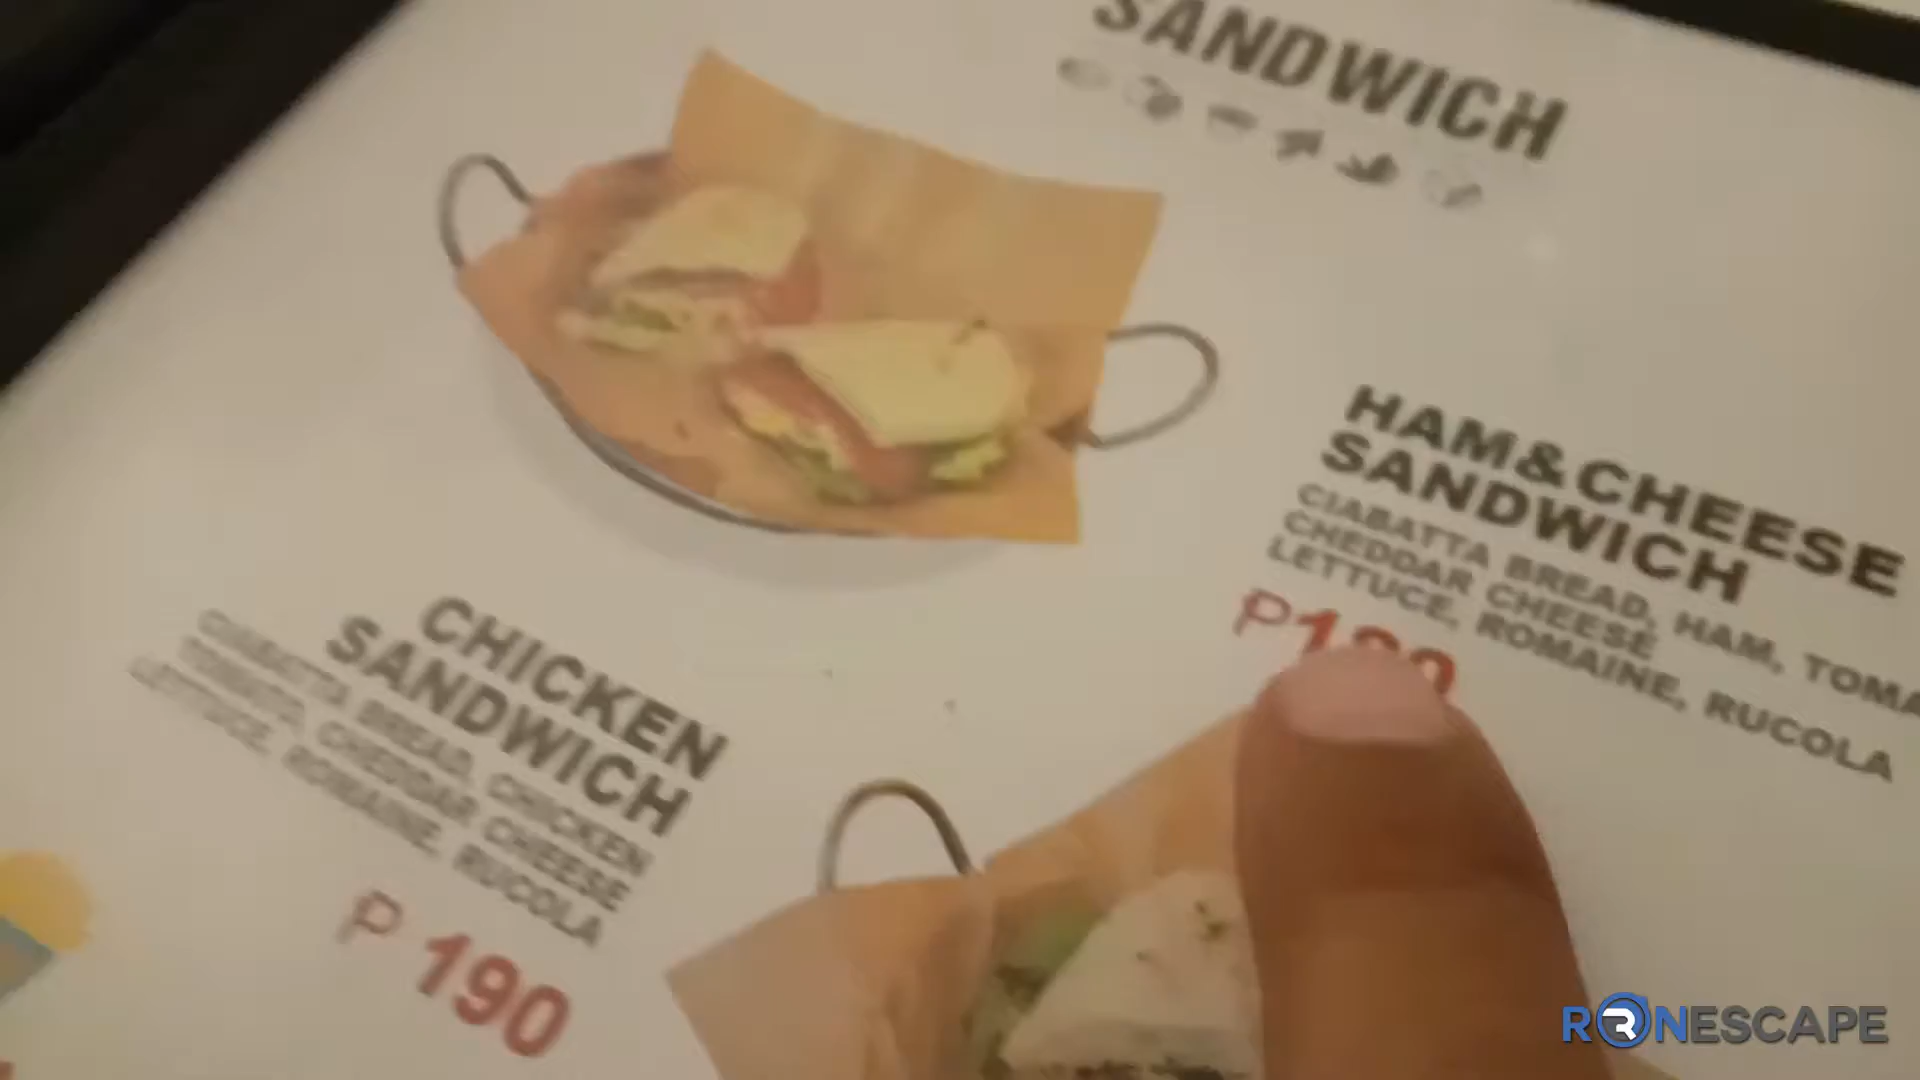 SANDWICH
HAM&CHEESE
SANDWICH
CIABATTA BREAD, HAM, TOMA
CHEDDAR CHEESE
LETTUCE, ROMAINE, RUCOLA
CHICKEN
SANDWICH
CIABATTA BREAD, CHICKEN
TOMATO, CHEDDAR CHEESE
LETTUCE, ROMAINE, RUCOLA
₱ 190
RONESCAPE